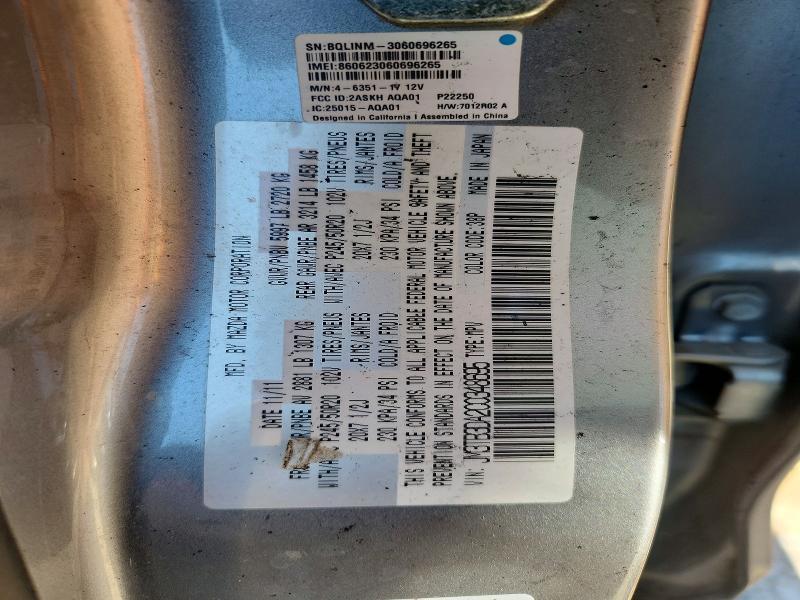 SN:BQLINM-3060696265
IMEI:860623060696265
M/N:4-6351-1V 12V
FCC ID:2ASKH AQA01 P22250
IC:25015-AQA01 H/W:7012R02 A
Designed in California | Assembled in China
MFD. BY MAZDA MOTOR CORPORATION
DATE 11/11 GVWR/PNBV 5997 LB 2720 KG
GAWR/PNBE AV 2881 LB 1307 KG REAR GAWR/PNBE AR 3214 LB 1458 KG
P245/50R20 102V TIRES/PNEUS WITH/AVEC P245/50R20 102V TIRES/PNEUS
20X7 1/2J RIMS/JANTES 20X7 1/2J RIMS/JANTES
230 KPA/34 PSI COLD/A FROID 230 KPA/34 PSI COLD/A FROID
THIS VEHICLE CONFORMS TO ALL APPLICABLE FEDERAL MOTOR VEHICLE SAFETY AND THEFT
PREVENTION STANDARDS IN EFFECT ON THE DATE OF MANUFACTURE SHOWN ABOVE.
VIN: TYPE:MPV COLOR CODE:38P MADE IN JAPAN